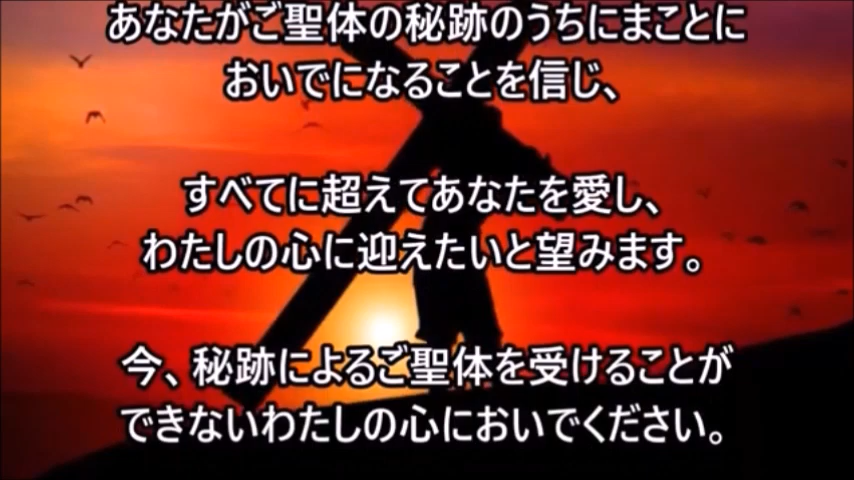 あなたがご聖体の秘跡のうちにまことに
おいでになることを信じ、
すべてに超えてあなたを愛し、
わたしの心に迎えたいと望みます。
今、秘跡によるご聖体を受けることが
できないわたしの心においでください。